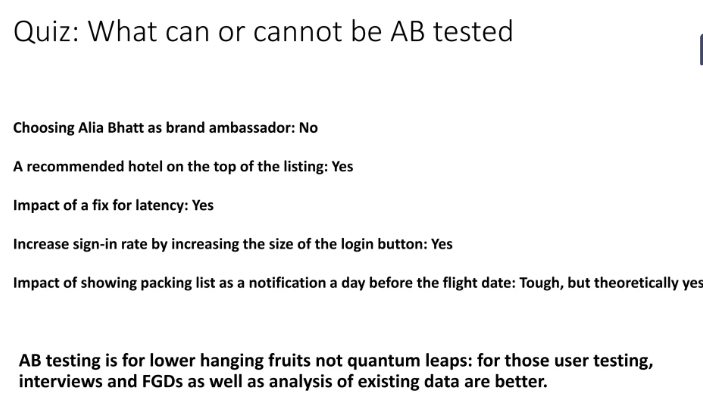 Quiz: What can or cannot be AB tested
Choosing Alia Bhatt as brand ambassador: No
A recommended hotel on the top of the listing: Yes
Impact of a fix for latency: Yes
Increase sign-in rate by increasing the size of the login button: Yes
Impact of showing packing list as a notification a day before the flight date: Tough, but theoretically yes
AB testing is for lower hanging fruits not quantum leaps: for those user testing,
interviews and FGDs as well as analysis of existing data are better.